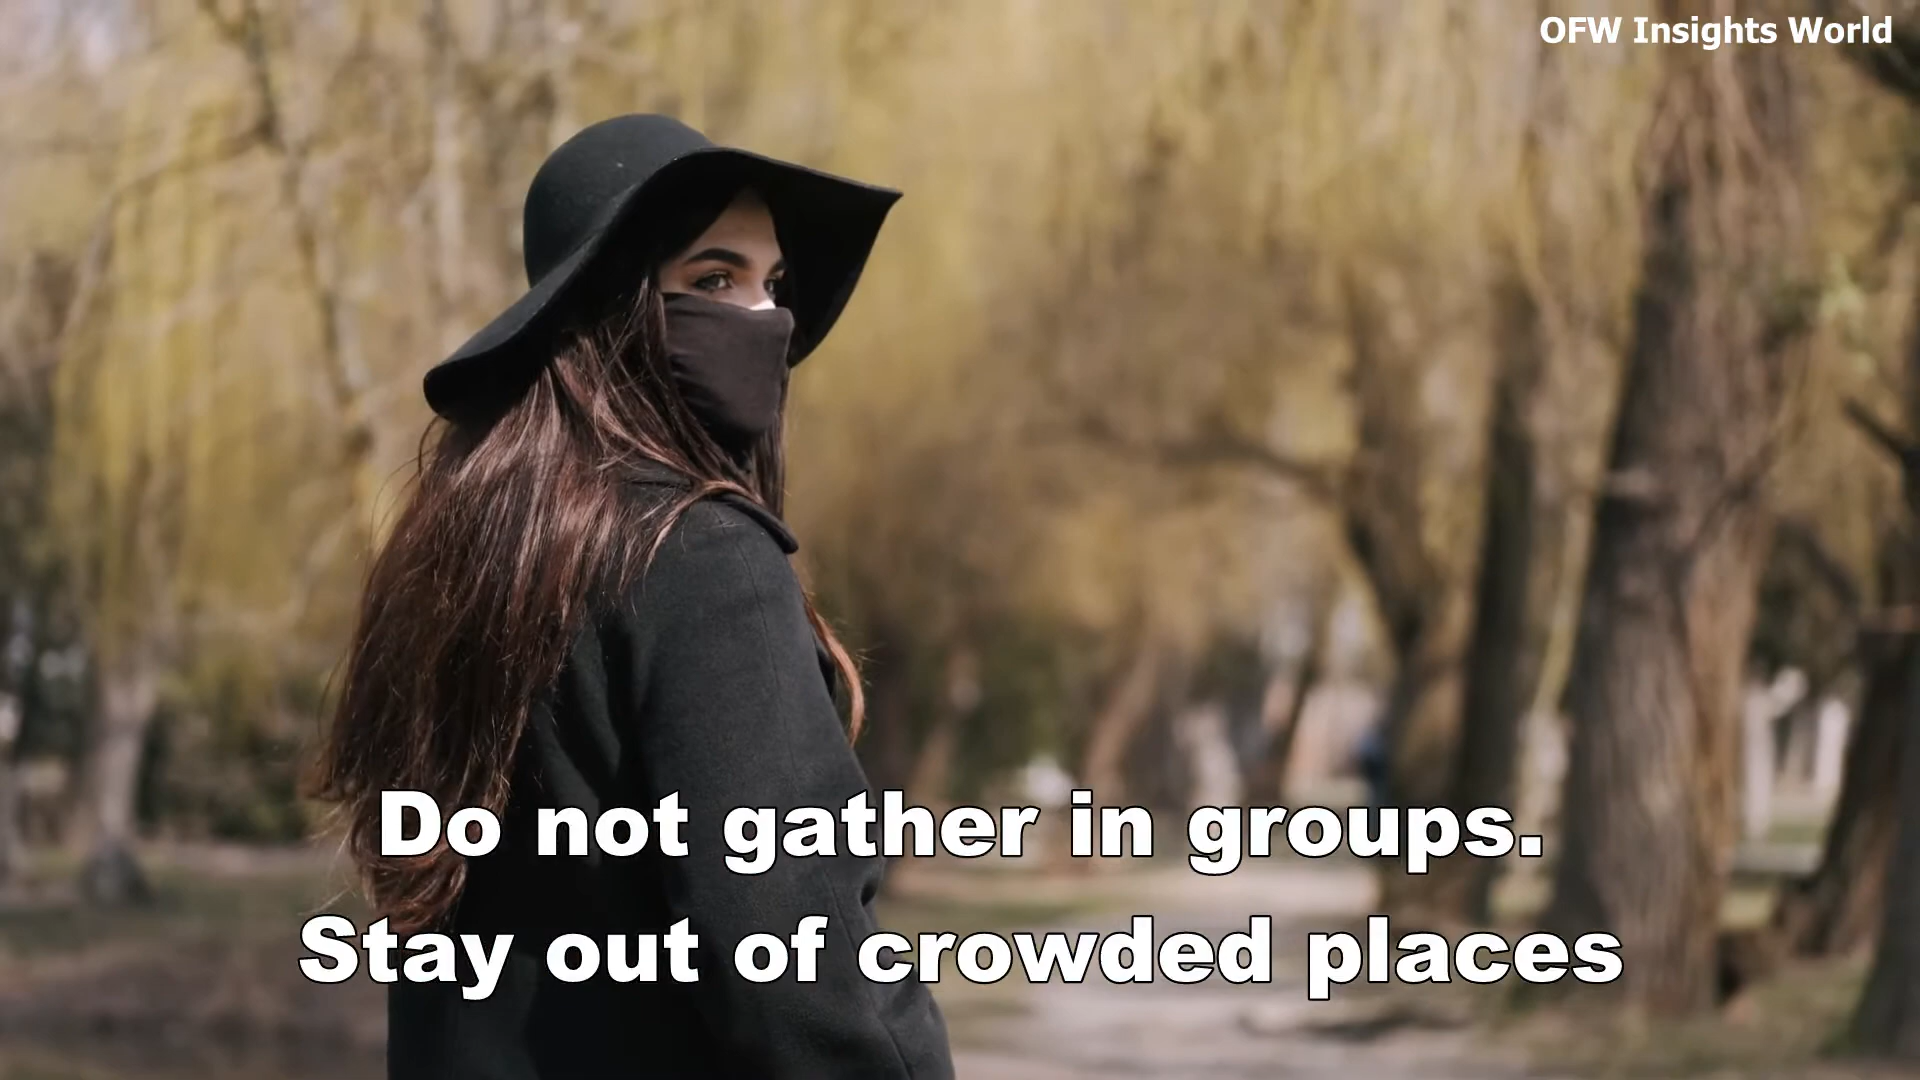 OFW Insights World
Do not gather in groups.
Stay out of crowded places